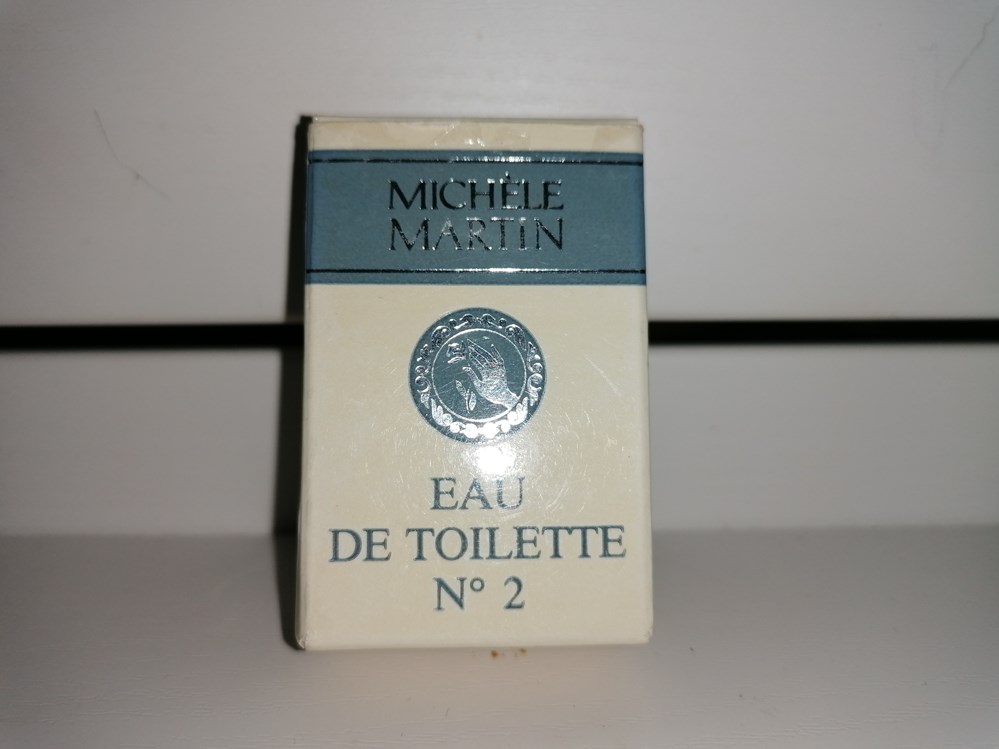 MICHÈLE
MARTIN
EAU
DE TOILETTE
N° 2